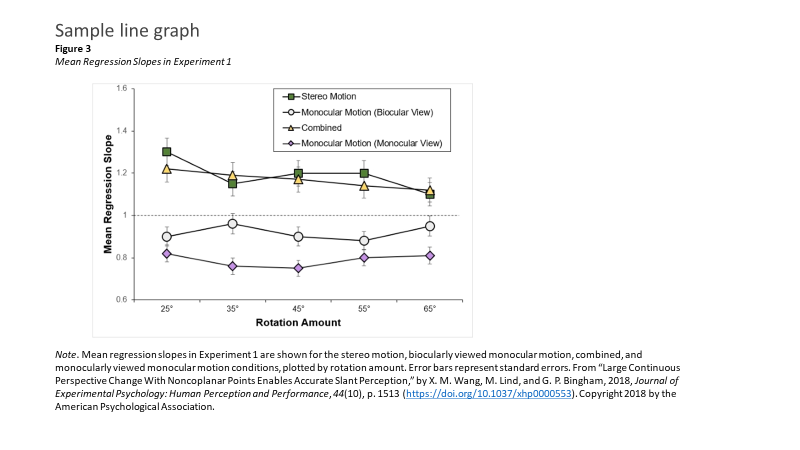 Sample line graph
Figure 3
Mean Regression Slopes in Experiment 1
1.6
1.4
1.2
1
0.8
0.6
Mean Regression Slope
Stereo Motion
Monocular Motion (Biocular View)
Combined
Monocular Motion (Monocular View)
25°
35°
45°
55°
65°
Rotation Amount
Note. Mean regression slopes in Experiment 1 are shown for the stereo motion, biocularly viewed monocular motion, combined, and
monocularly viewed monocular motion conditions, plotted by rotation amount. Error bars represent standard errors. From “Large Continuous
Perspective Change With Noncoplanar Points Enables Accurate Slant Perception,” by X. M. Wang, M. Lind, and G. P. Bingham, 2018, Journal of
Experimental Psychology: Human Perception and Performance, 44(10), p. 1513 (https://doi.org/10.1037/xhp0000553). Copyright 2018 by the
American Psychological Association.